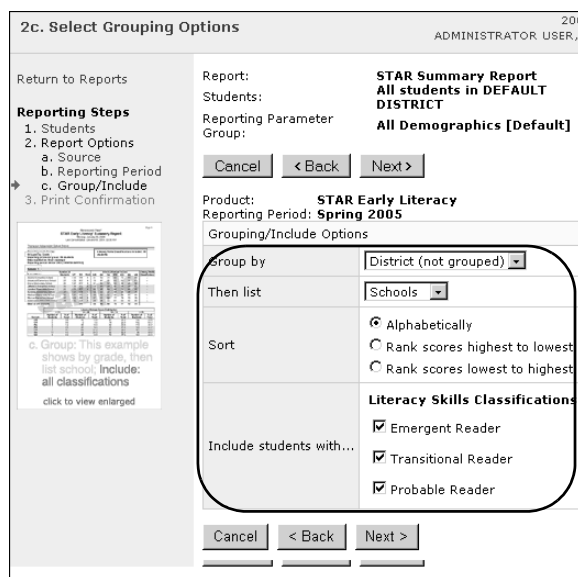 2c. Select Grouping Options
200
ADMINISTRATOR USER,
Return to Reports
Reporting Steps
1. Students
2. Report Options
a. Source
b. Reporting Period
c. Group/Include
3. Print Confirmation
c. Group: This example
shows by grade, then
list school; Include:
all classifications
click to view enlarged
Report: STAR Summary Report
Students: All students in DEFAULT
DISTRICT
Reporting Parameter
Group: All Demographics [Default]
Cancel < Back Next >
Product: STAR Early Literacy
Reporting Period: Spring 2005
Grouping/Include Options
Group by District (not grouped)
Then list Schools
Sort
Alphabetically
Rank scores highest to lowest
Rank scores lowest to highest
Include students with...
Literacy Skills Classifications
Emergent Reader
Transitional Reader
Probable Reader
Cancel < Back Next >